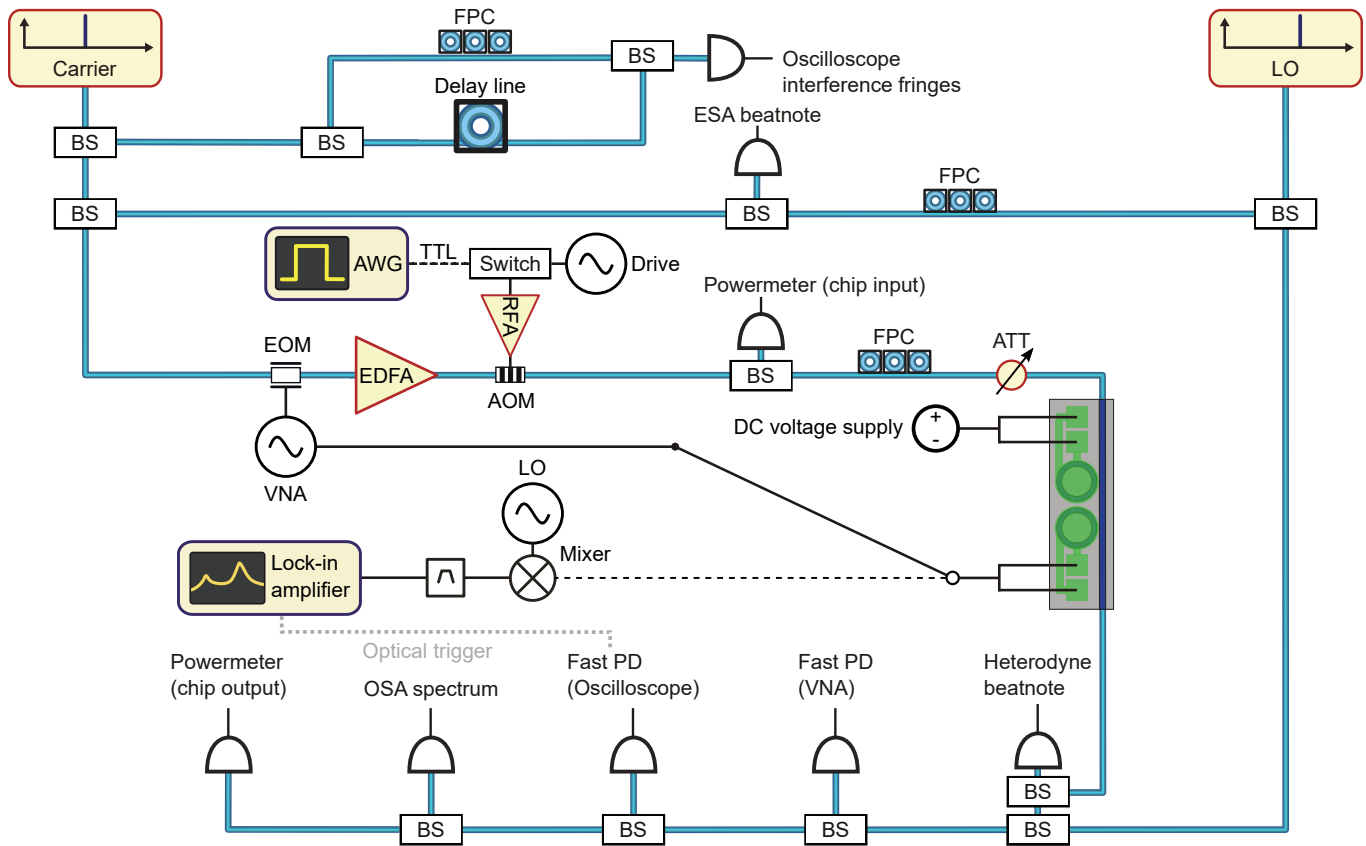 Carrier
FPC
BS
Oscilloscope
interference fringes
LO
Delay line
BS
BS
ESA beatnote
FPC
BS
BS
BS
AWG
TTL
Switch
Drive
RFA
Powermeter (chip input)
EOM
EDFA
AOM
BS
FPC
ATT
DC voltage supply
+
-
VNA
LO
Mixer
Lock-in
amplifier
Optical trigger
Powermeter
(chip output)
OSA spectrum
Fast PD
(Oscilloscope)
Fast PD
(VNA)
Heterodyne
beatnote
BS
BS
BS
BS
BS